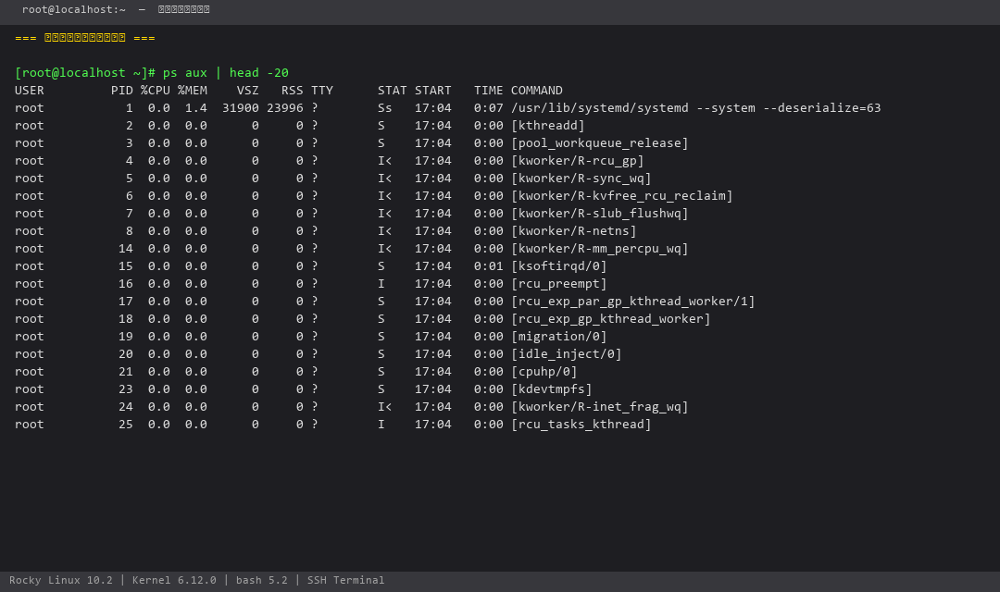 root@localhost:~ —
=== ===
[root@localhost ~]# ps aux | head -20
USER         PID %CPU %MEM    VSZ   RSS TTY      STAT START   TIME COMMAND
root           1  0.0  1.4  31900 23996 ?        Ss   17:04   0:07 /usr/lib/systemd/systemd --system --deserialize=63
root           2  0.0  0.0      0     0 ?        S    17:04   0:00 [kthreadd]
root           3  0.0  0.0      0     0 ?        S    17:04   0:00 [pool_workqueue_release]
root           4  0.0  0.0      0     0 ?        I<   17:04   0:00 [kworker/R-rcu_gp]
root           5  0.0  0.0      0     0 ?        I<   17:04   0:00 [kworker/R-sync_wq]
root           6  0.0  0.0      0     0 ?        I<   17:04   0:00 [kworker/R-kvfree_rcu_reclaim]
root           7  0.0  0.0      0     0 ?        I<   17:04   0:00 [kworker/R-slub_flushwq]
root           8  0.0  0.0      0     0 ?        I<   17:04   0:00 [kworker/R-netns]
root          14  0.0  0.0      0     0 ?        I<   17:04   0:00 [kworker/R-mm_percpu_wq]
root          15  0.0  0.0      0     0 ?        S    17:04   0:01 [ksoftirqd/0]
root          16  0.0  0.0      0     0 ?        I    17:04   0:00 [rcu_preempt]
root          17  0.0  0.0      0     0 ?        S    17:04   0:00 [rcu_exp_par_gp_kthread_worker/1]
root          18  0.0  0.0      0     0 ?        S    17:04   0:00 [rcu_exp_gp_kthread_worker]
root          19  0.0  0.0      0     0 ?        S    17:04   0:00 [migration/0]
root          20  0.0  0.0      0     0 ?        S    17:04   0:00 [idle_inject/0]
root          21  0.0  0.0      0     0 ?        S    17:04   0:00 [cpuhp/0]
root          23  0.0  0.0      0     0 ?        S    17:04   0:00 [kdevtmpfs]
root          24  0.0  0.0      0     0 ?        I<   17:04   0:00 [kworker/R-inet_frag_wq]
root          25  0.0  0.0      0     0 ?        I    17:04   0:00 [rcu_tasks_kthread]
Rocky Linux 10.2 | Kernel 6.12.0 | bash 5.2 | SSH Terminal